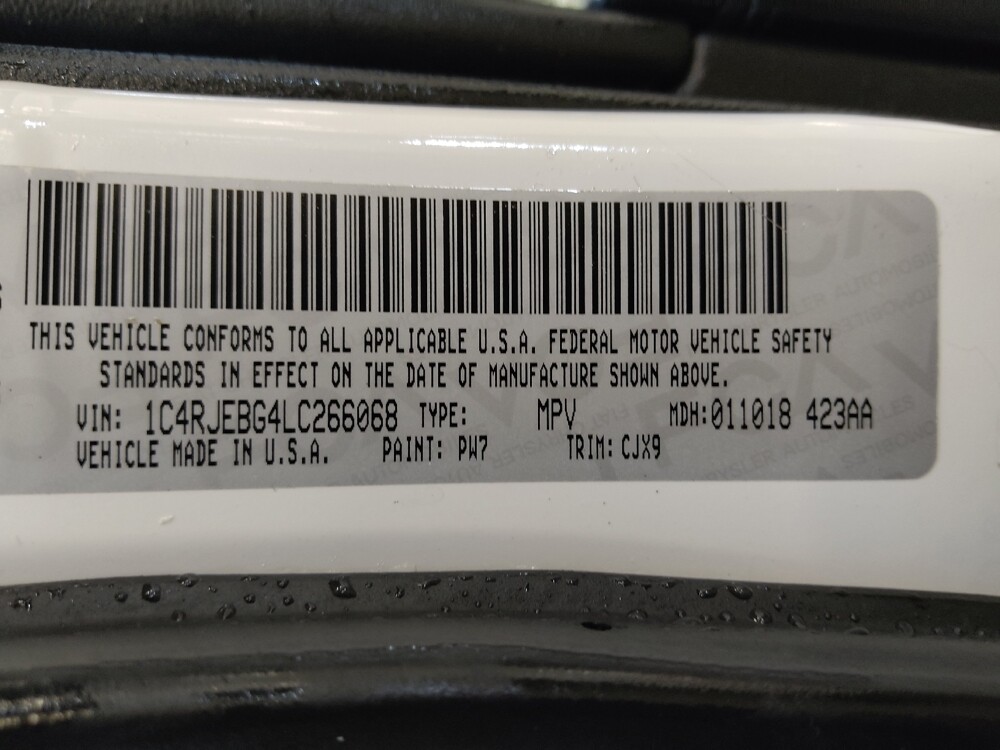 THIS VEHICLE CONFORMS TO ALL APPLICABLE U.S.A. FEDERAL MOTOR VEHICLE SAFETY
STANDARDS IN EFFECT ON THE DATE OF MANUFACTURE SHOWN ABOVE.
VIN: 1C4RJEBG4LC266068 TYPE: MPV MDH:011018 423AA
VEHICLE MADE IN U.S.A. PAINT: PW7 TRIM: CJX9